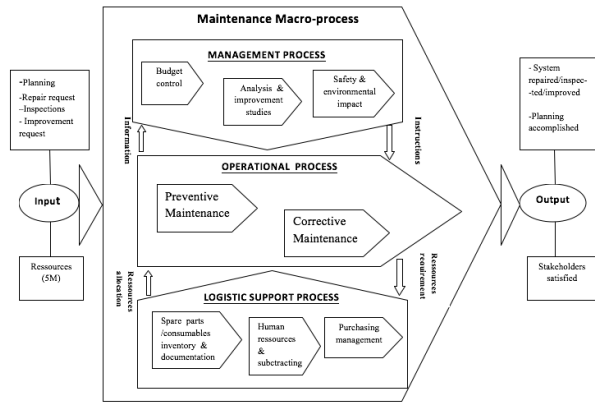 Maintenance Macro-process
MANAGEMENT PROCESS
Budget
control
Analysis &
improvement
studies
Safety &
environmental
impact
-Planning
-Repair request
–Inspections
- Improvement
request
- System
repaired/inspec-
-ted/improved
-Planning
accomplished
Information
Instructions
OPERATIONAL PROCESS
Preventive
Maintenance
Corrective
Maintenance
Input
Output
Ressources
(5M)
Stakeholders
satisfied
Ressources
allocation
Ressources
requirement
LOGISTIC SUPPORT PROCESS
Spare parts
/consumables
inventory &
documentation
Human
ressources
& subctracting
Purchasing
management